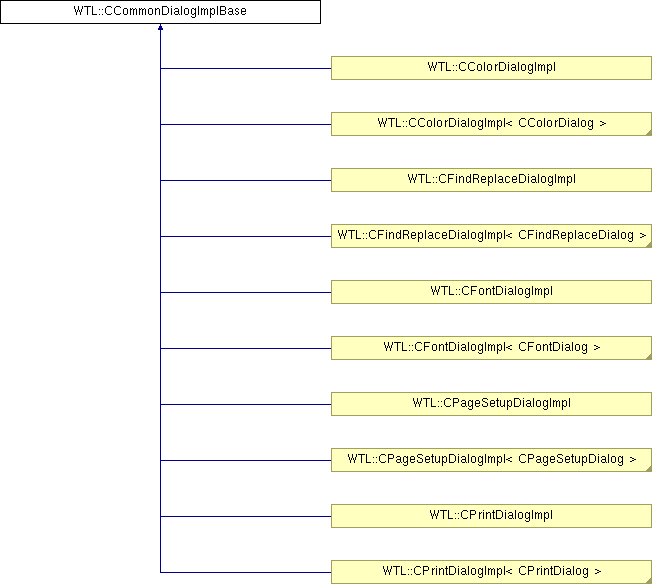 WTL::CCommonDialogImplBase
WTL::CColorDialogImpl
WTL::CColorDialogImpl< CColorDialog >
WTL::CFindReplaceDialogImpl
WTL::CFindReplaceDialogImpl< CFindReplaceDialog >
WTL::CFontDialogImpl
WTL::CFontDialogImpl< CFontDialog >
WTL::CPageSetupDialogImpl
WTL::CPageSetupDialogImpl< CPageSetupDialog >
WTL::CPrintDialogImpl
WTL::CPrintDialogImpl< CPrintDialog >